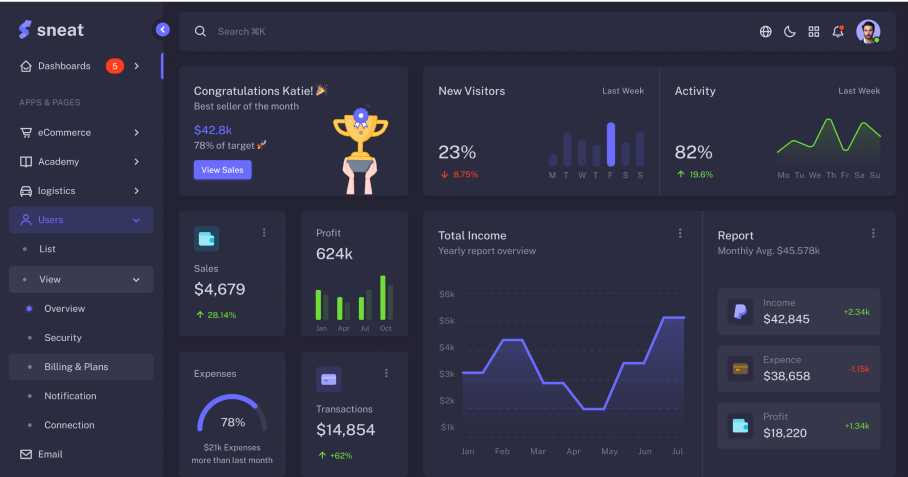 sneat
Dashboards 5
APPS & PAGES
eCommerce
Academy
logistics
Users
List
View
Overview
Security
Billing & Plans
Notification
Connection
Email
Search ⌘K
Congratulations Katie! 🎉
Best seller of the month
$42.8k
78% of target 🚀
View Sales
New Visitors
Last Week
23%
8.75%
M T W T F S S
Activity
Last Week
82%
19.6%
Mo Tu We Th Fr Sa Su
Sales
$4,679
28.14%
Profit
624k
Jan Apr Jul Oct
Expenses
78%
$21k Expenses
more than last month
Transactions
$14,854
+62%
Total Income
Yearly report overview
$6k
$5k
$4k
$3k
$2k
$1k
Jan Feb Mar Apr May Jun Jul
Report
Monthly Avg. $45.578k
Income
$42,845
+2.34k
Expence
$38,658
-1.15k
Profit
$18,220
+1.34k